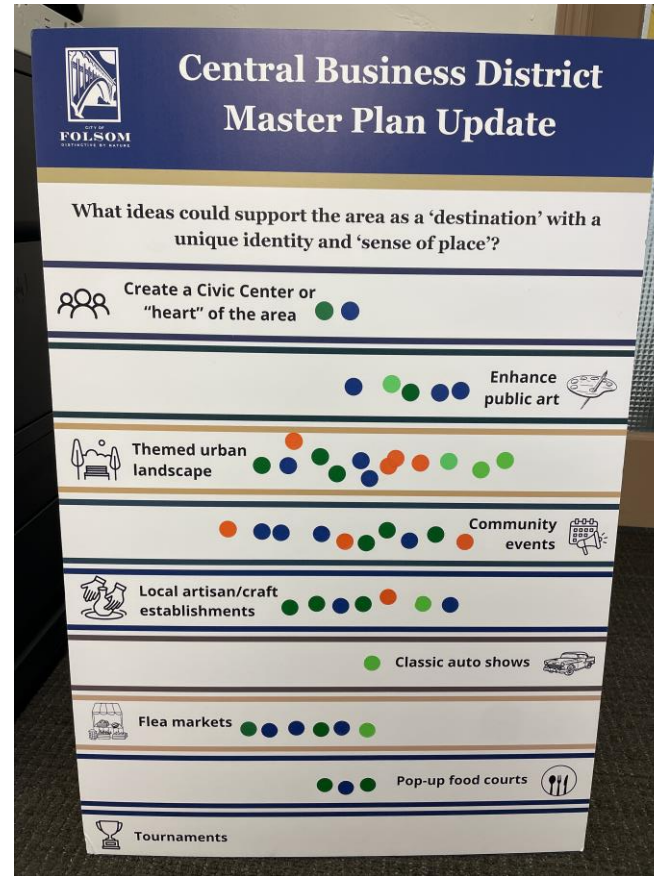 Central Business District
Master Plan Update
CITY OF
FOLSOM
DISTINCTIVE BY NATURE
What ideas could support the area as a ‘destination’ with a
unique identity and ‘sense of place’?
Create a Civic Center or
“heart” of the area
Enhance
public art
Themed urban
landscape
Community
events
Local artisan/craft
establishments
Classic auto shows
Flea markets
Pop-up food courts
Tournaments